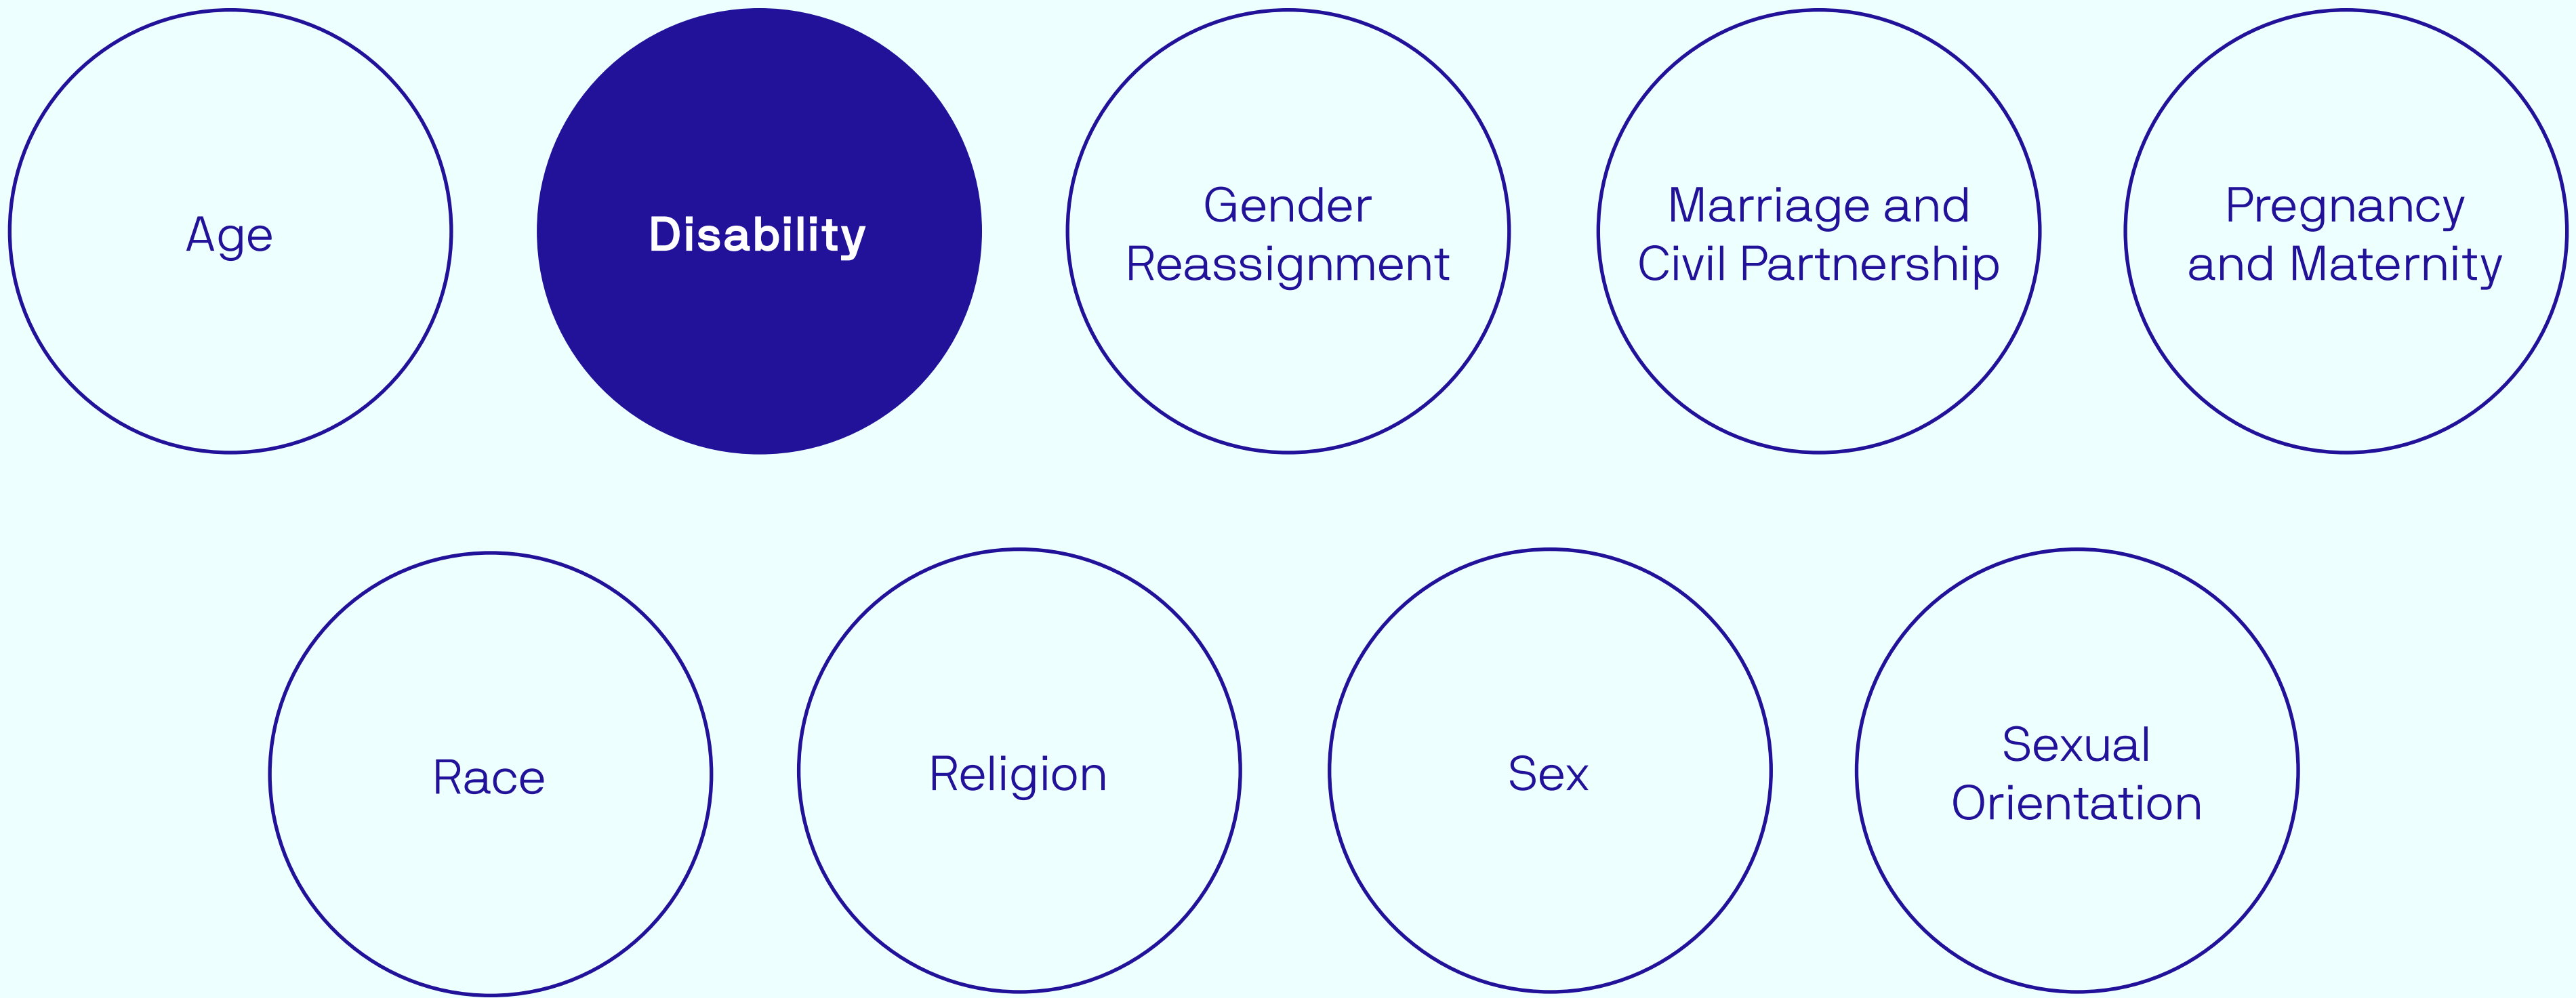 Age
Disability
Gender
Reassignment
Marriage and
Civil Partnership
Pregnancy
and Maternity
Race
Religion
Sex
Sexual
Orientation